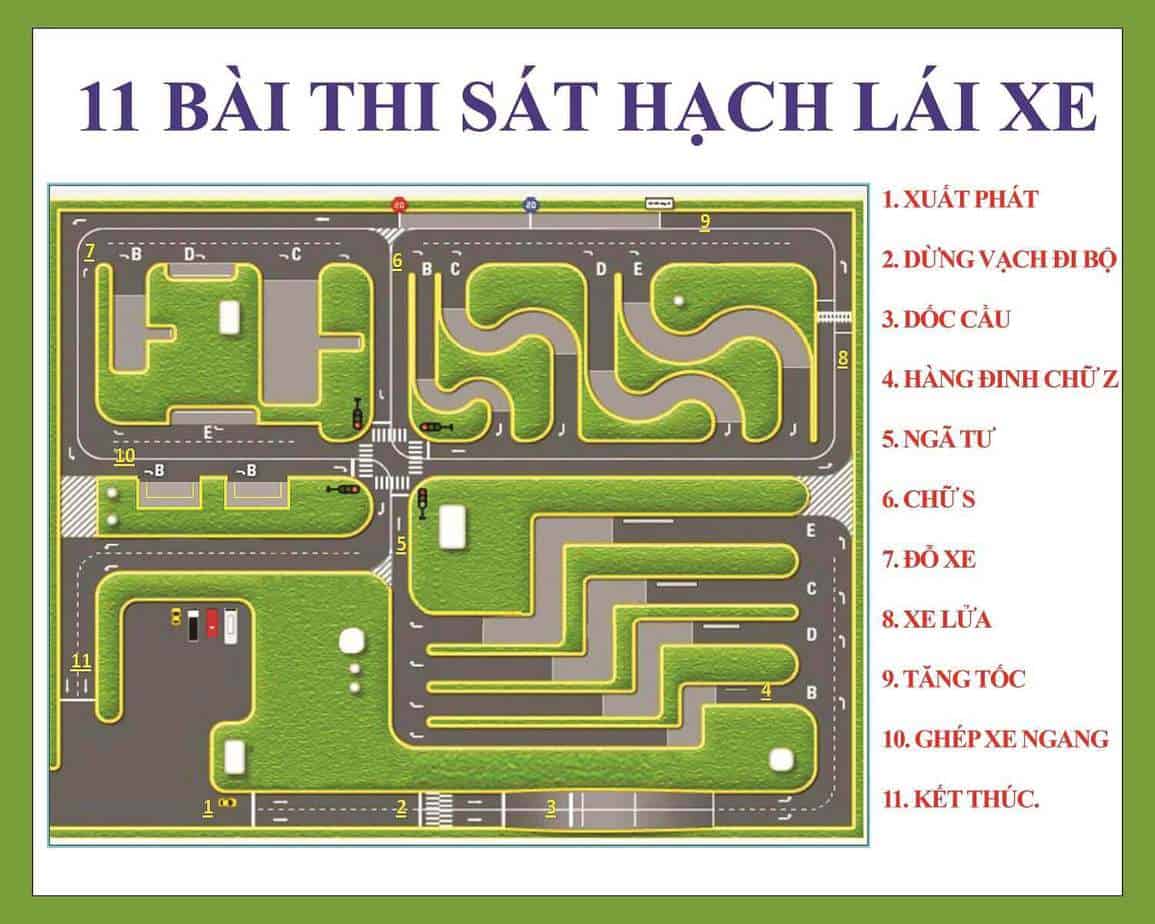 11 BÀI THI SÁT HẠCH LÁI XE
1. XUẤT PHÁT
2. DỪNG VẠCH ĐI BỘ
3. DỐC CẦU
4. HÀNG ĐINH CHỮ Z
5. NGÃ TƯ
6. CHỮ S
7. ĐỖ XE
8. XE LỬA
9. TĂNG TỐC
10. GHÉP XE NGANG
11. KẾT THÚC.
20 20
9
7 B D C 6 B C D E
8
E
10
B B
5
E
C
D
11
4 B
1 2 3